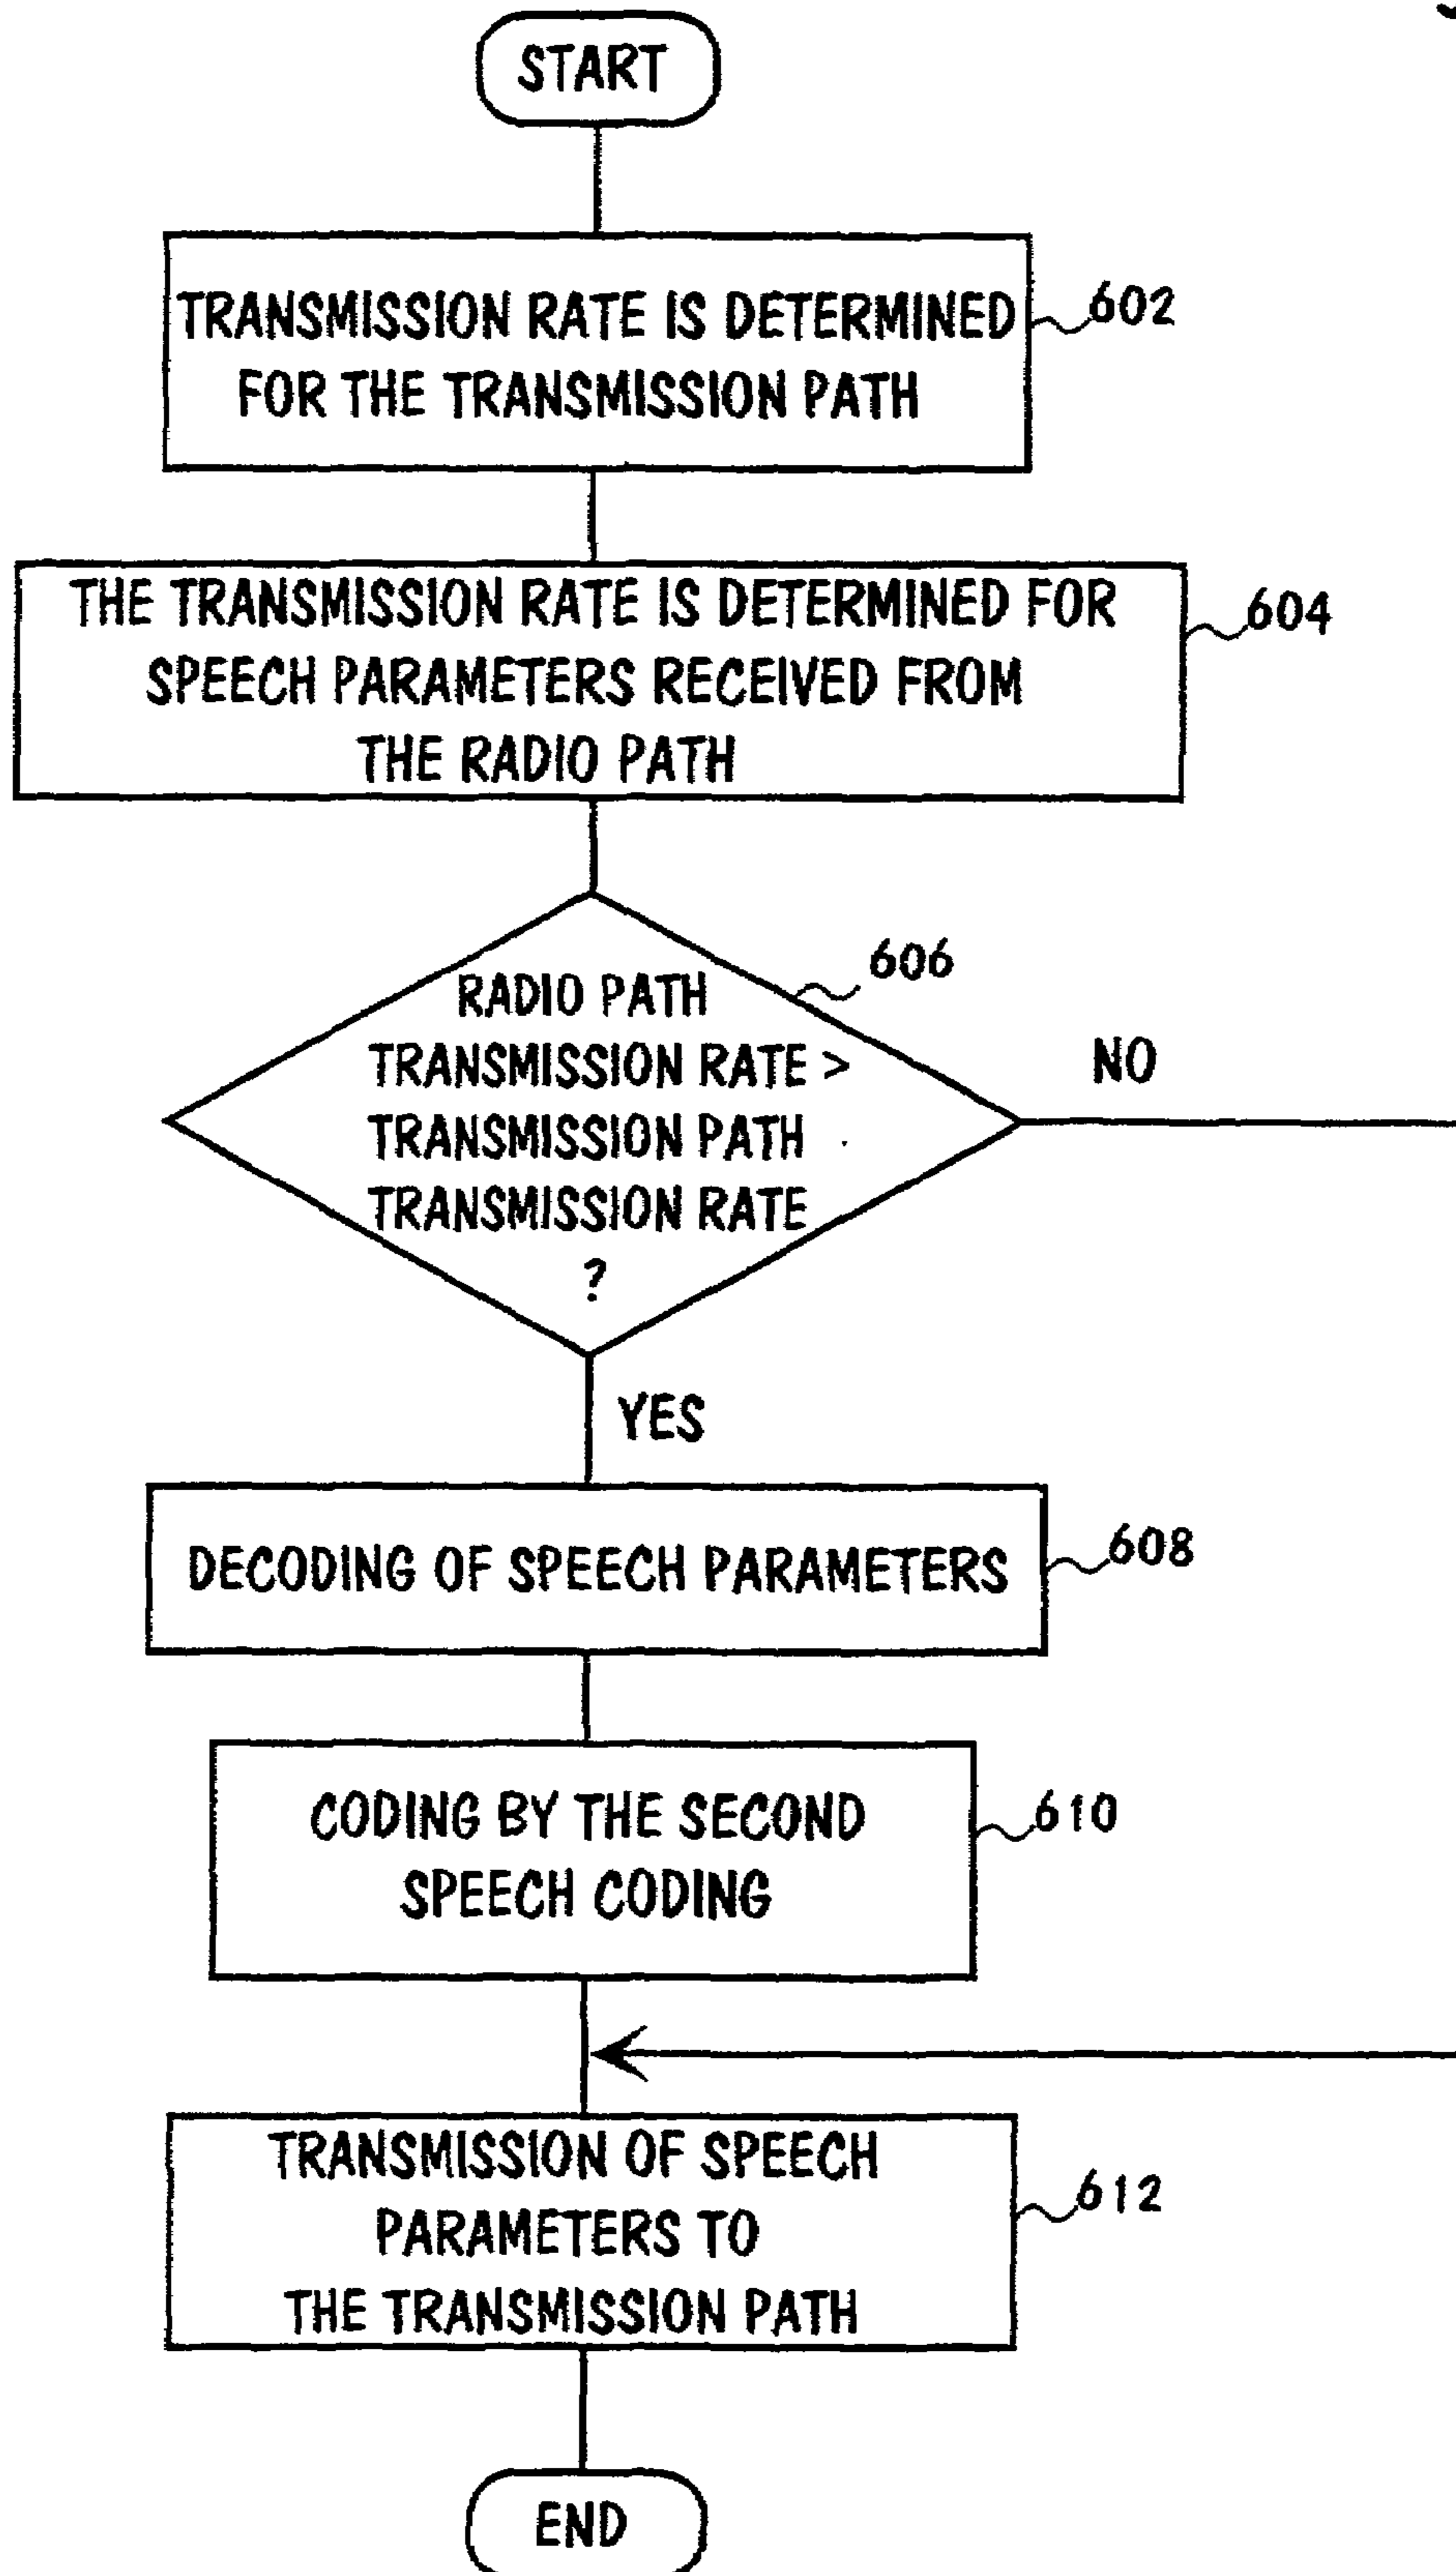 START
TRANSMISSION RATE IS DETERMINED
FOR THE TRANSMISSION PATH
602
THE TRANSMISSION RATE IS DETERMINED FOR
SPEECH PARAMETERS RECEIVED FROM
THE RADIO PATH
604
606
RADIO PATH
TRANSMISSION RATE >
TRANSMISSION PATH
TRANSMISSION RATE
?
NO
YES
DECODING OF SPEECH PARAMETERS
608
CODING BY THE SECOND
SPEECH CODING
610
TRANSMISSION OF SPEECH
PARAMETERS TO
THE TRANSMISSION PATH
612
END